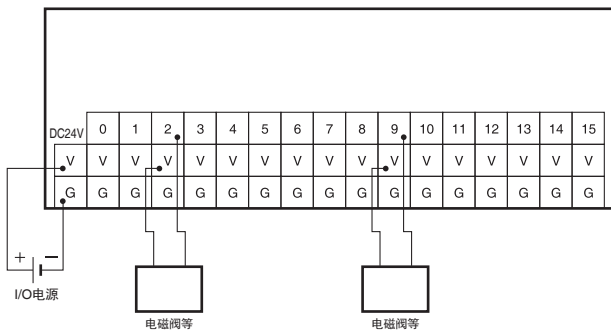 DC24V 0 1 2 3 4 5 6 7 8 9 10 11 12 13 14 15
V V V V V V V V V V V V V V V V V
G G G G G G G G G G G G G G G G G
+ −
I/O电源
电磁阀等 电磁阀等